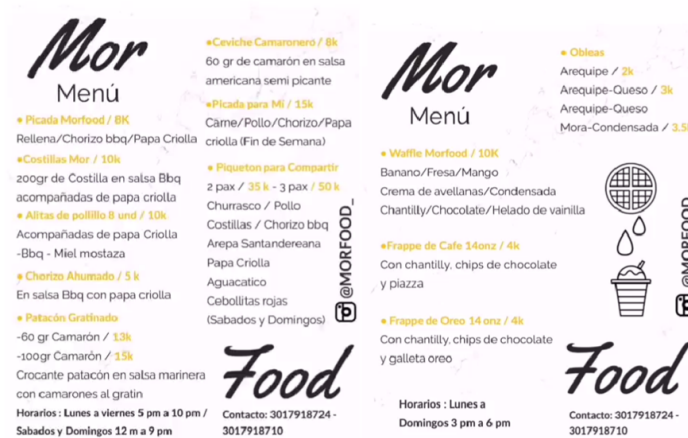 Mor
Menú
• Picada Morfood / 8K
Rellena/Chorizo bbq/Papa Criolla
•Costillas Mor / 10k
200gr de Costilla en salsa Bbq
acompañadas de papa criolla
• Alitas de pollillo 8 und / 10k
Acompañadas de papa Criolla
-Bbq - Miel mostaza
• Chorizo Ahumado / 5 k
En salsa Bbq con papa criolla
• Patacón Gratinado
-60 gr Camarón / 13k
-100gr Camarón / 15k
Crocante patacón en salsa marinera
con camarones al gratin
Horarios : Lunes a viernes 5 pm a 10 pm /
Sabados y Domingos 12 m a 9 pm
•Ceviche Camaronero / 8k
60 gr de camarón en salsa
americana semi picante
•Picada para Mi / 15k
Carne/Pollo/Chorizo/Papa
criolla (Fin de Semana)
• Piqueton para Compartir
2 pax / 35 k - 3 pax / 50 k
Churrasco / Pollo
Costillas / Chorizo bbq
Arepa Santandereana
Papa Criolla
Aguacatico
Cebollitas rojas
(Sabados y Domingos)
@MORFOOD_
Food
Contacto: 3017918724 -
3017918710
Mor
Menú
• Waffle Morfood / 10K
Banano/Fresa/Mango
Crema de avellanas/Condensada
Chantilly/Chocolate/Helado de vainilla
•Frappe de Cafe 14onz / 4k
Con chantilly, chips de chocolate
y piazza
• Frappe de Oreo 14 onz / 4k
Con chantilly, chips de chocolate
y galleta oreo
Horarios : Lunes a
Domingos 3 pm a 6 pm
• Obleas
Arequipe / 2k
Arequipe-Queso / 3k
Arequipe-Queso
Mora-Condensada / 3.5
@MORFOOD
Food
Contacto: 3017918724 -
3017918710